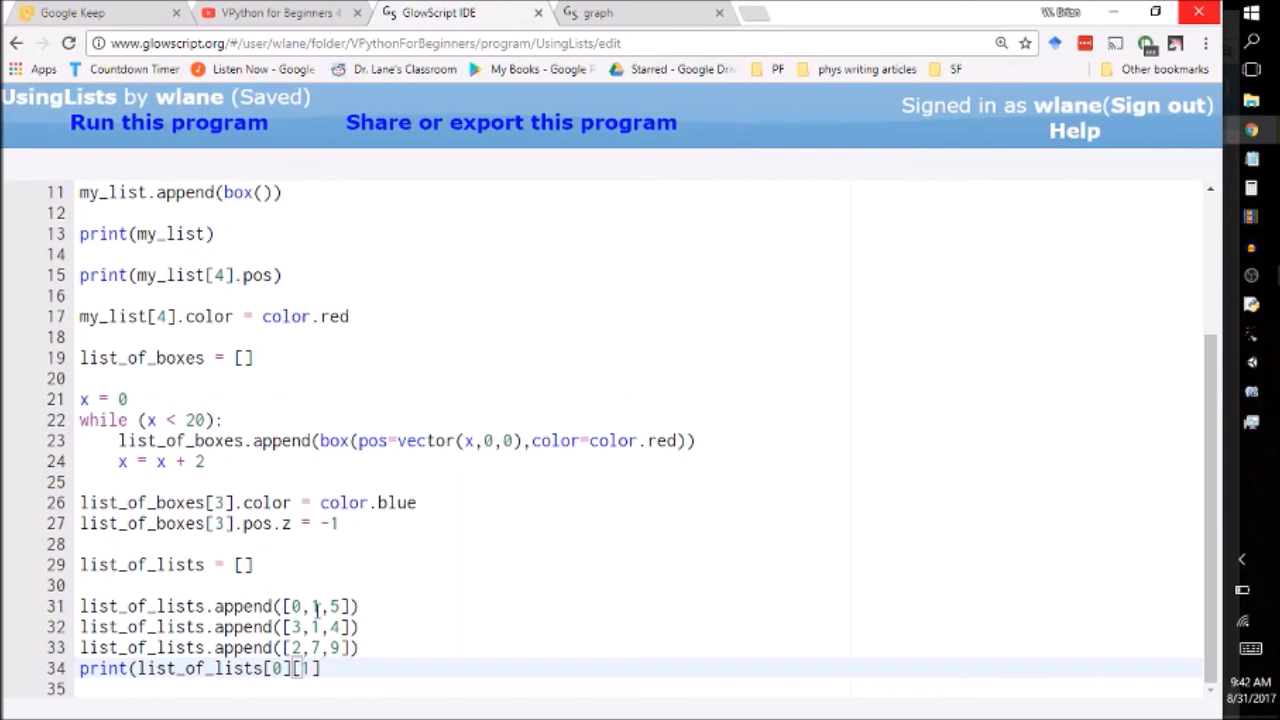 Google Keep
VPython for Beginners 4
GlowScript IDE
graph
W. Brian
www.glowscript.org/#/user/wlane/folder/VPythonForBeginners/program/UsingLists/edit
Apps
Countdown Timer
Listen Now - Google
Dr. Lane's Classroom
My Books - Google P
Starred - Google Dri
PF
phys writing articles
SF
Other bookmarks
UsingLists by wlane (Saved)
Signed in as wlane(Sign out)
Run this program
Share or export this program
Help
11 my_list.append(box())
12
13 print(my_list)
14
15 print(my_list[4].pos)
16
17 my_list[4].color = color.red
18
19 list_of_boxes = []
20
21 x = 0
22 while (x < 20):
23     list_of_boxes.append(box(pos=vector(x,0,0),color=color.red))
24     x = x + 2
25
26 list_of_boxes[3].color = color.blue
27 list_of_boxes[3].pos.z = -1
28
29 list_of_lists = []
30
31 list_of_lists.append([0,1,5])
32 list_of_lists.append([3,1,4])
33 list_of_lists.append([2,7,9])
34 print(list_of_lists[0][1]
35
9:42 AM
8/31/2017